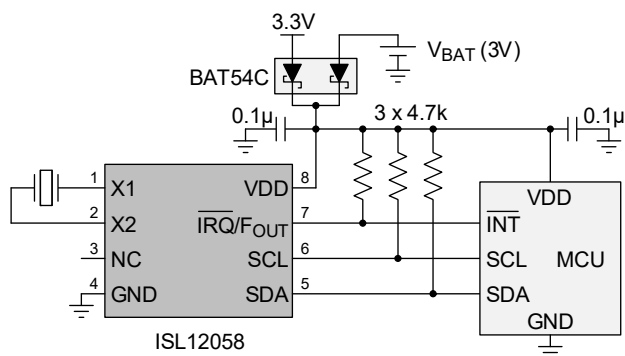 3.3V
VBAT (3V)
BAT54C
0.1µ
3 x 4.7k
0.1µ
1 X1 VDD 8
2 X2 IRQ/FOUT 7
3 NC SCL 6
4 GND SDA 5
ISL12058
VDD
INT
SCL MCU
SDA
GND